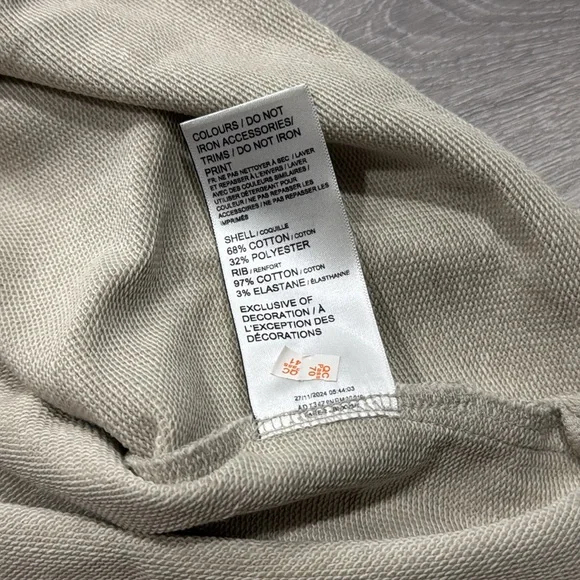 COLOURS / DO NOT
IRON ACCESSORIES/
TRIMS / DO NOT IRON
PRINT
FR: NE PAS NETTOYER À SEC / LAVER
ET REPASSER À L'ENVERS / LAVER
AVEC DES COULEURS SIMILAIRES /
UTILISER DÉTERGENT POUR
COULEUR / NE PAS REPASSER LES
ACCESSOIRES / NE PAS REPASSER LES
IMPRIMÉS
SHELL / COQUILLE
68% COTTON / COTON
32% POLYESTER
RIB / RENFORT
97% COTTON / COTON
3% ELASTANE / ÉLASTHANNE
EXCLUSIVE OF
DECORATION / À
L'EXCEPTION DES
DÉCORATIONS
QC
Pass
70
27/11/2024 05:44:03